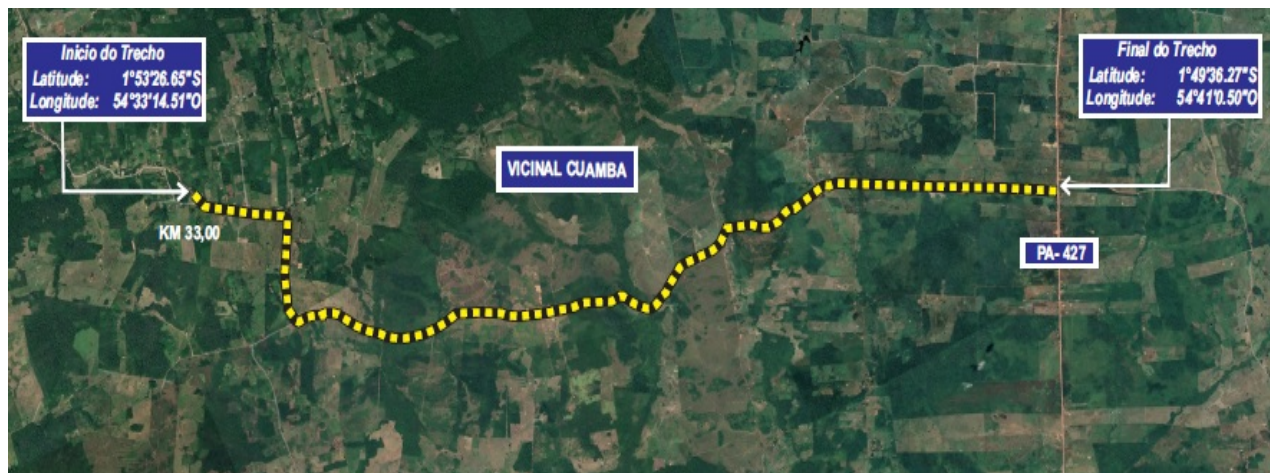 Inicio do Trecho
Latitude: 1°53'26.65"S
Longitude: 54°33'14.51"O
KM 33,00
VICINAL CUAMBA
Final do Trecho
Latitude: 1°49'36.27"S
Longitude: 54°41'0.50"O
PA- 427